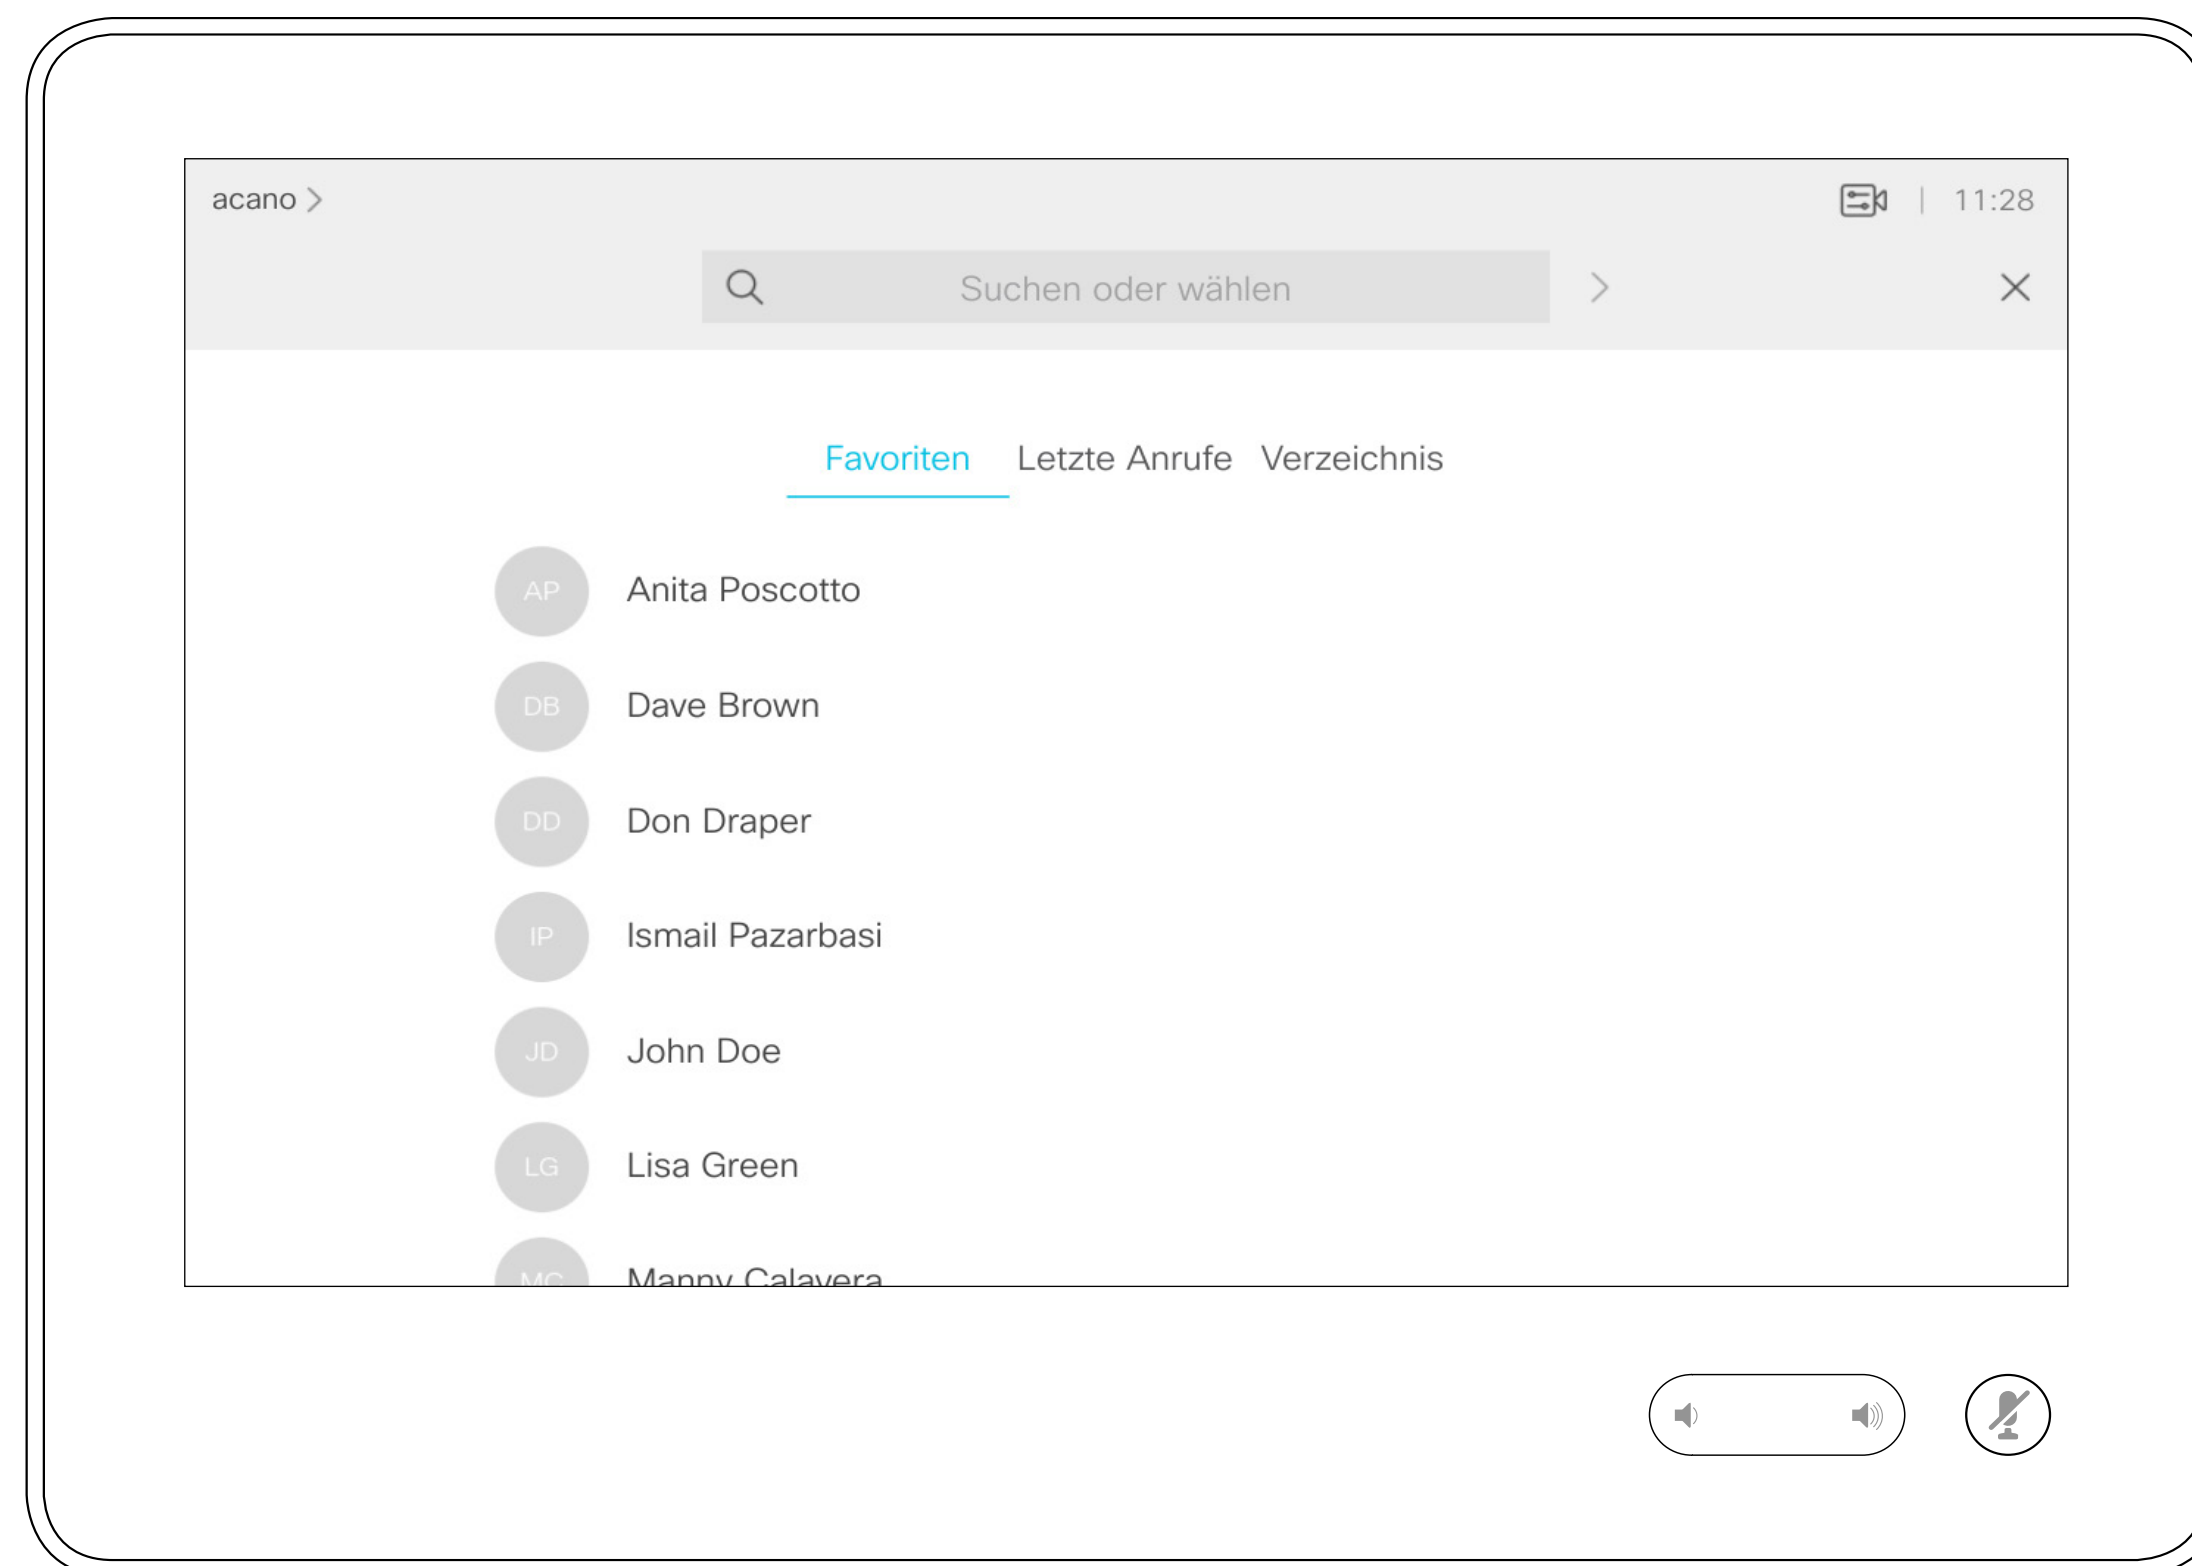 acano
11:28
Suchen oder wählen
Favoriten Letzte Anrufe Verzeichnis
AP Anita Poscotto
DB Dave Brown
DD Don Draper
IP Ismail Pazarbasi
JD John Doe
LG Lisa Green
MC Manny Calavera